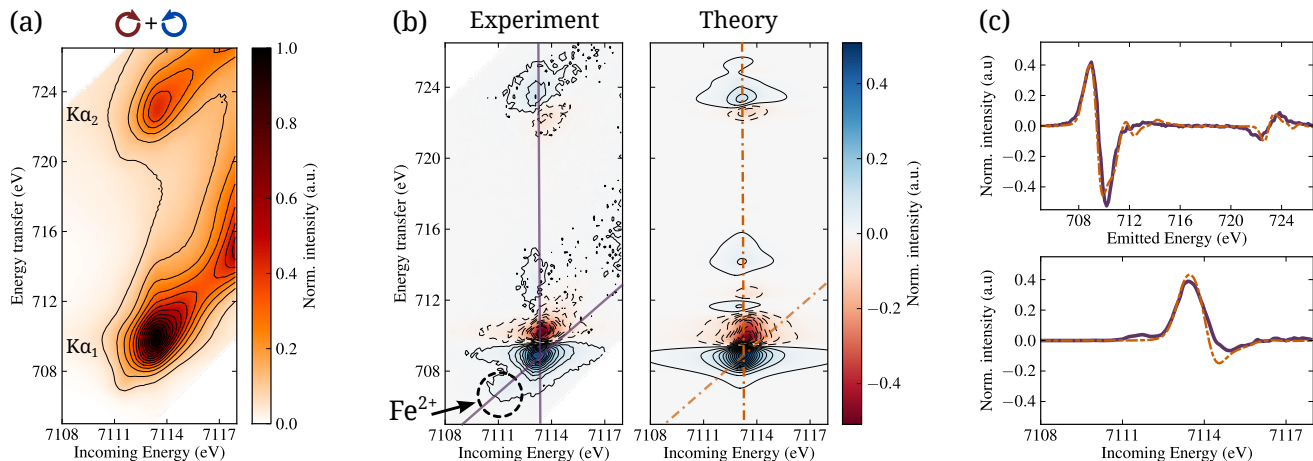 (a)
+
Kα₂
Kα₁
724
720
716
712
708
Energy transfer (eV)
7108 7111 7114 7117
Incoming Energy (eV)
1.0
0.8
0.6
0.4
0.2
0.0
Norm. intensity (a.u.)
(b) Experiment Theory
724
720
716
712
708
Energy transfer (eV)
Fe²⁺
7108 7111 7114 7117
Incoming Energy (eV)
7108 7111 7114 7117
Incoming Energy (eV)
0.4
0.2
0.0
−0.2
−0.4
Norm. intensity (a.u.)
(c)
0.4
0.2
0.0
−0.2
−0.4
Norm. intensity (a.u)
708 712 716 720 724
Emitted Energy (eV)
0.4
0.2
0.0
−0.2
−0.4
Norm. intensity (a.u)
7108 7111 7114 7117
Incoming Energy (eV)